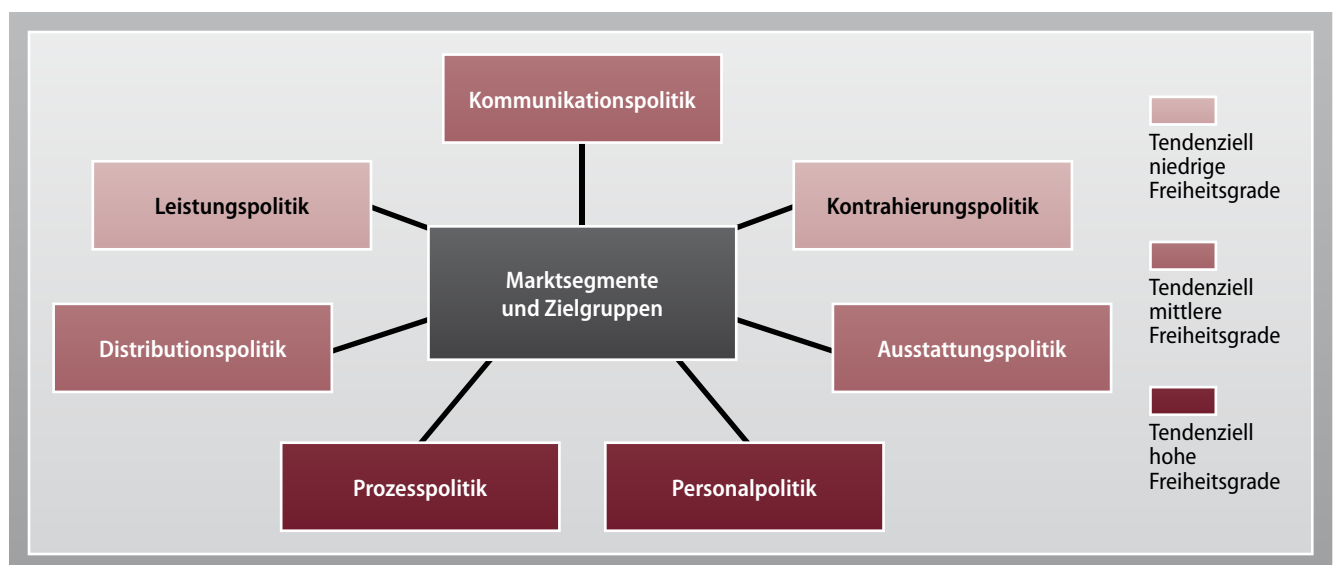 Kommunikationspolitik
Leistungspolitik
Kontrahierungspolitik
Marktsegmente
und Zielgruppen
Distributionspolitik
Ausstattungspolitik
Prozesspolitik
Personalpolitik
Tendenziell
niedrige
Freiheitsgrade
Tendenziell
mittlere
Freiheitsgrade
Tendenziell
hohe
Freiheitsgrade